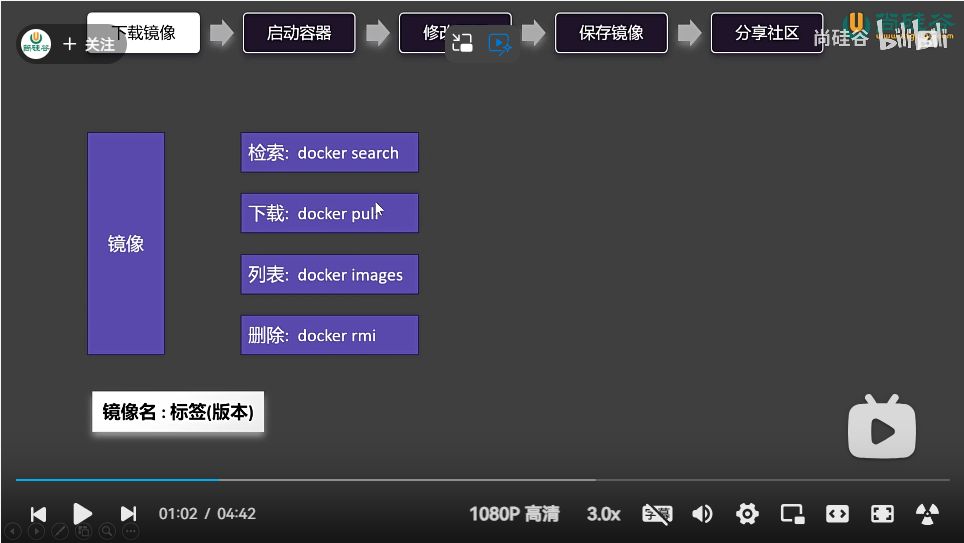 下载镜像
启动容器
修改
保存镜像
分享社区
尚硅谷
+ 关注
尚硅谷
bilibili
检索: docker search
下载: docker pull
镜像
列表: docker images
删除: docker rmi
镜像名 : 标签(版本)
01:02 / 04:42
1080P 高清
3.0x
字幕